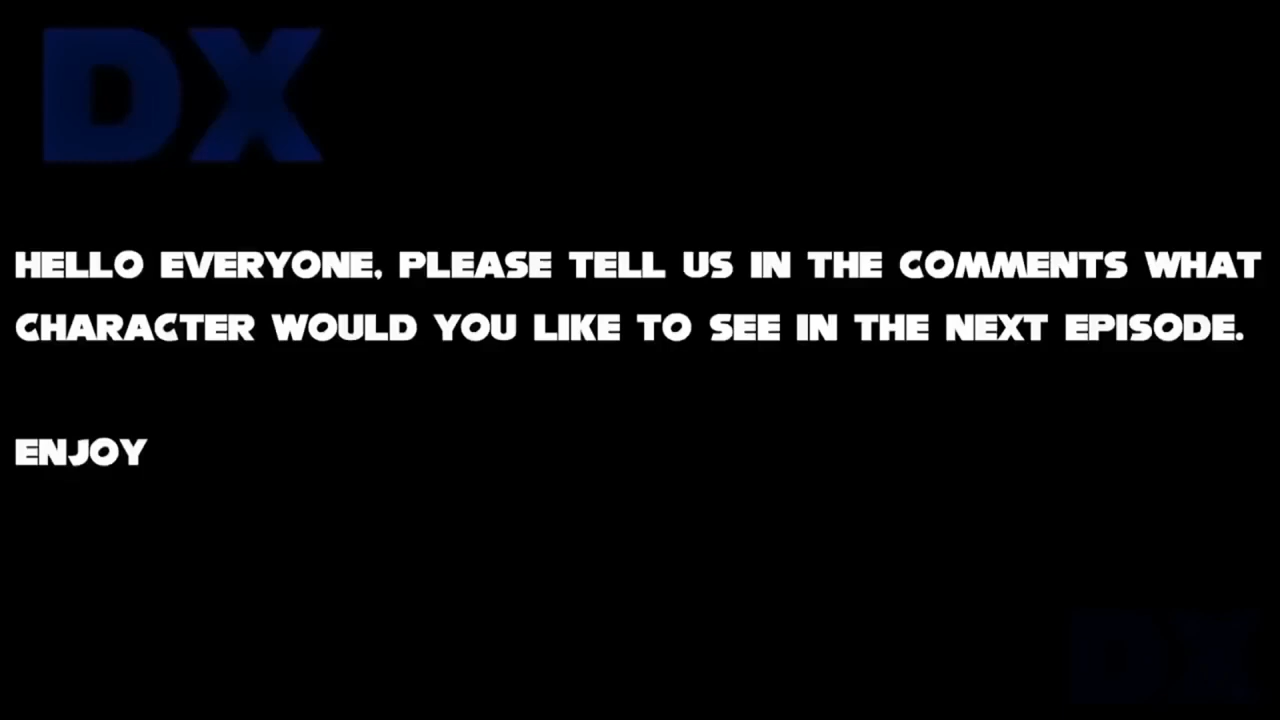 DX
HELLO EVERYONE, PLEASE TELL US IN THE COMMENTS WHAT
CHARACTER WOULD YOU LIKE TO SEE IN THE NEXT EPISODE.
ENJOY
DX